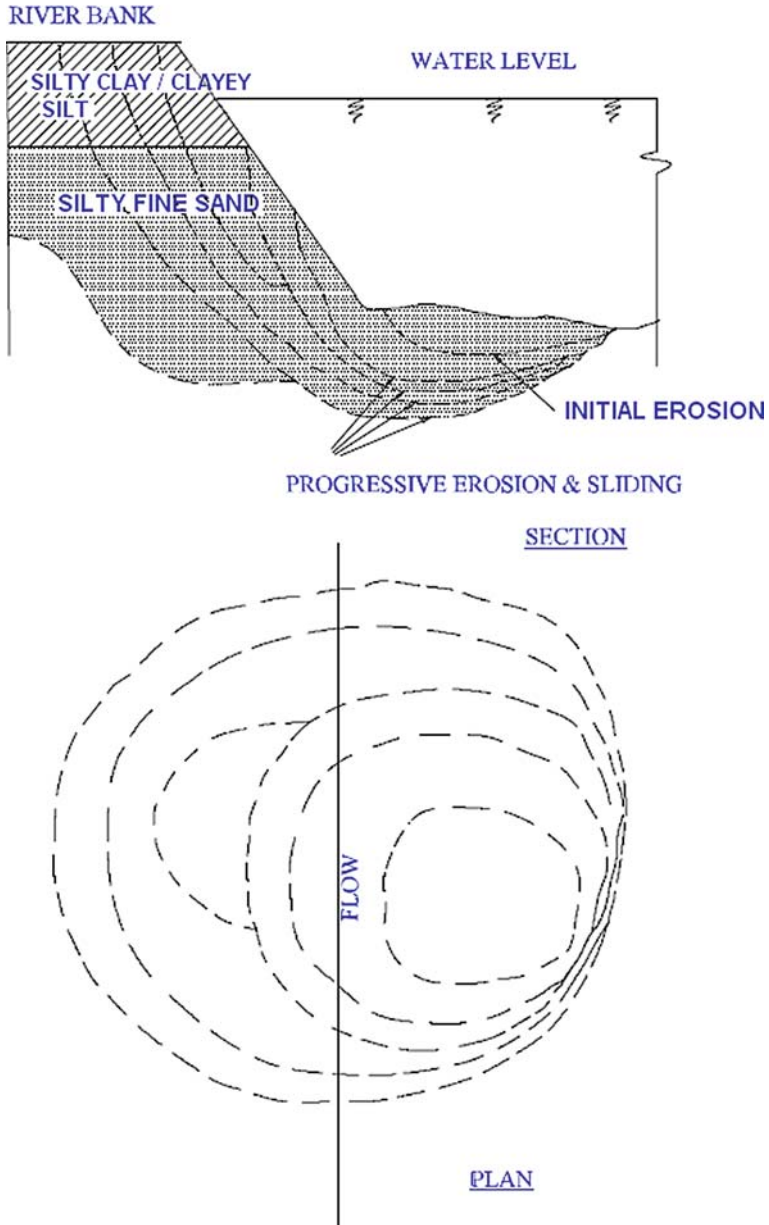 RIVER BANK
WATER LEVEL
SILTY CLAY / CLAYEY
SILT
SILTY FINE SAND
INITIAL EROSION
PROGRESSIVE EROSION & SLIDING
SECTION
FLOW
PLAN